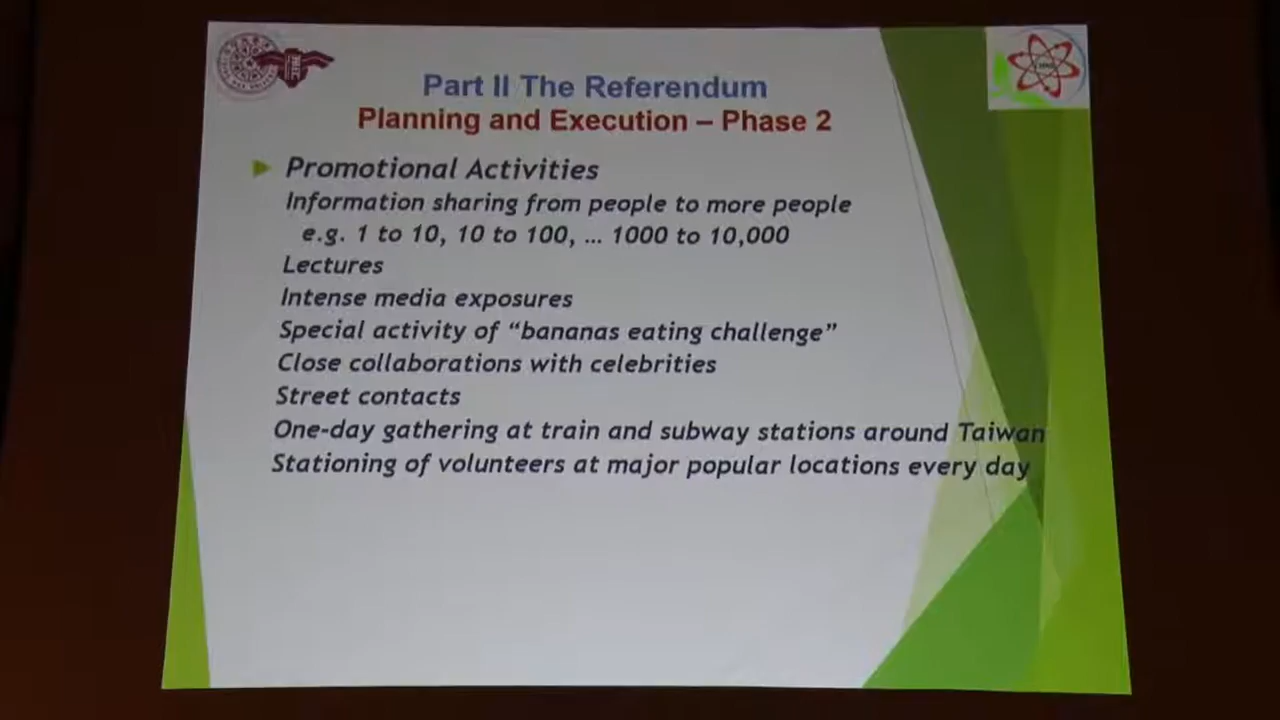 Part II The Referendum
Planning and Execution – Phase 2
Promotional Activities
Information sharing from people to more people
e.g. 1 to 10, 10 to 100, … 1000 to 10,000
Lectures
Intense media exposures
Special activity of “bananas eating challenge”
Close collaborations with celebrities
Street contacts
One-day gathering at train and subway stations around Taiwan
Stationing of volunteers at major popular locations every day